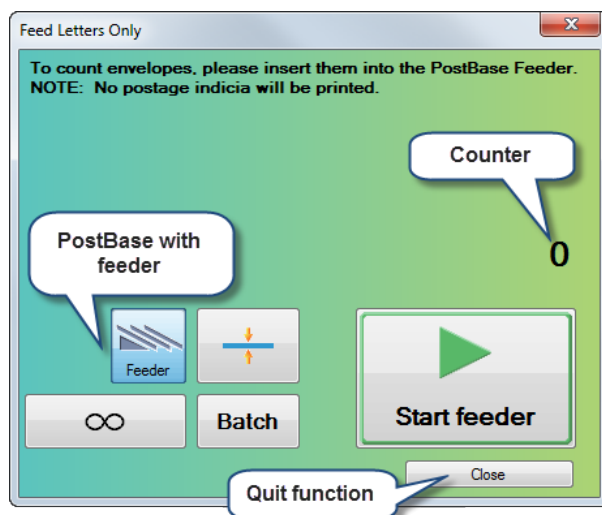 Feed Letters Only
To count envelopes, please insert them into the PostBase Feeder.
NOTE: No postage indicia will be printed.
Counter
0
PostBase with
feeder
Feeder
∞
Batch
Start feeder
Close
Quit function